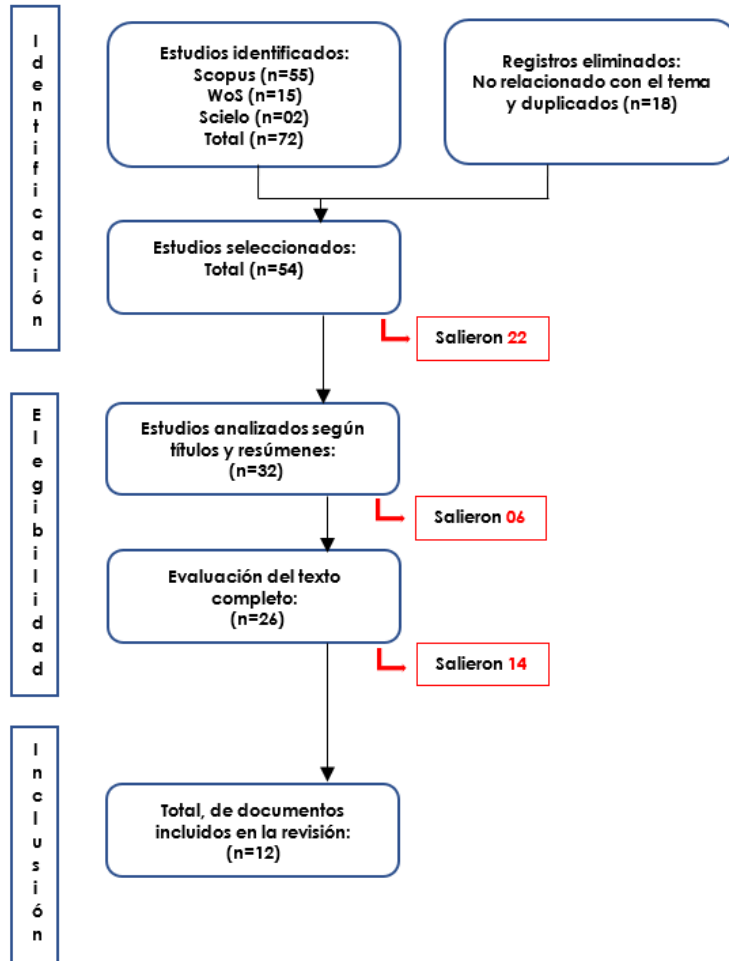 Identificación
Estudios identificados:
Scopus (n=55)
WoS (n=15)
Scielo (n=02)
Total (n=72)
Registros eliminados:
No relacionado con el tema
y duplicados (n=18)
Estudios seleccionados:
Total (n=54)
Salieron 22
Elegibilidad
Estudios analizados según
títulos y resúmenes:
(n=32)
Salieron 06
Evaluación del texto
completo:
(n=26)
Salieron 14
Inclusión
Total, de documentos
incluidos en la revisión:
(n=12)